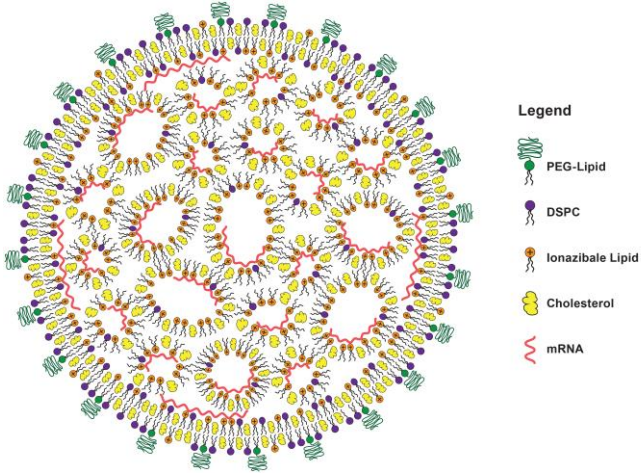 Legend
PEG-Lipid
DSPC
Ionazibale Lipid
Cholesterol
mRNA